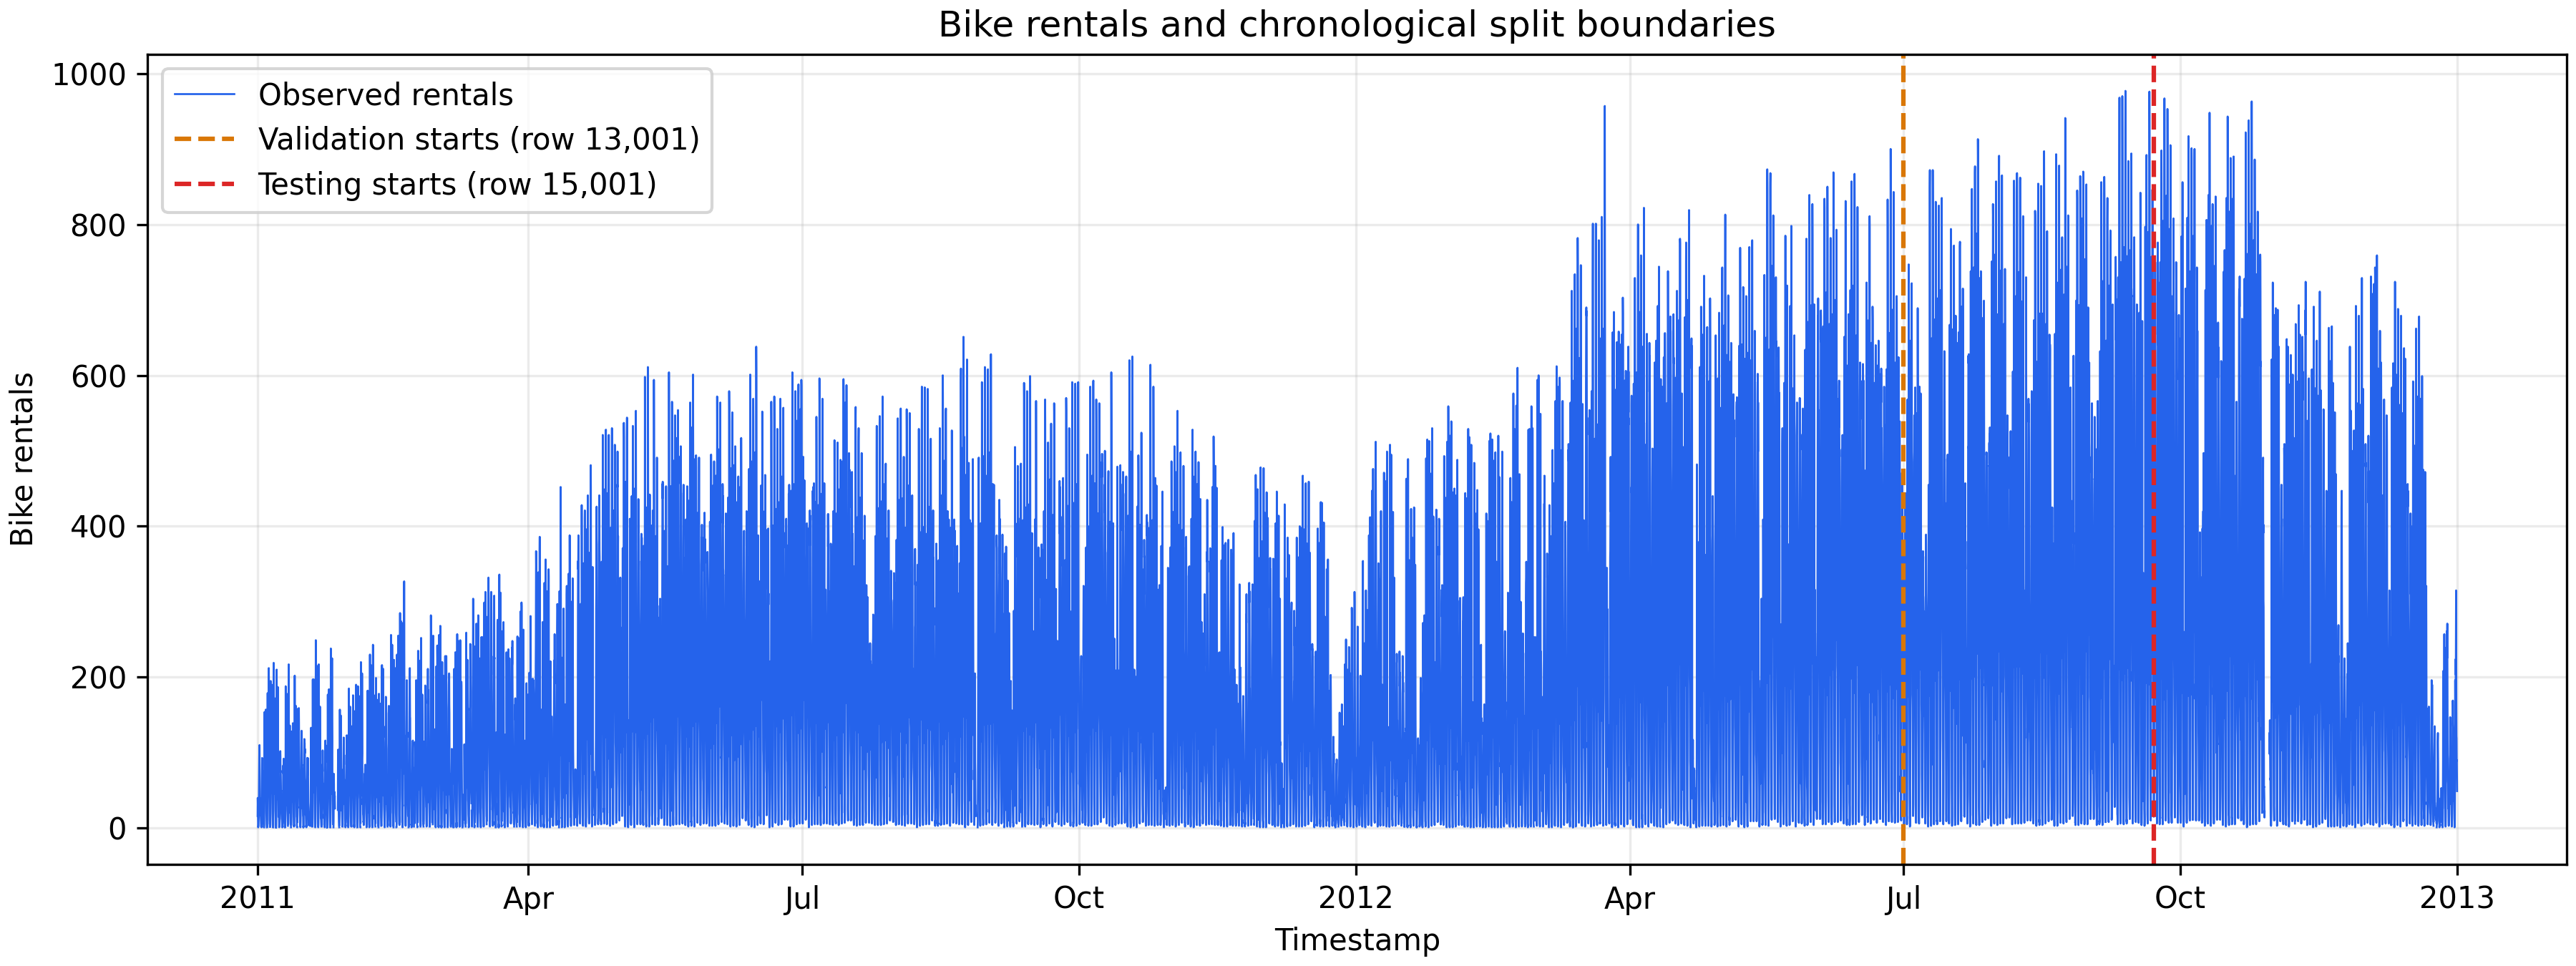 Bike rentals and chronological split boundaries
Observed rentals
Validation starts (row 13,001)
Testing starts (row 15,001)
1000
800
600
400
200
0
Bike rentals
2011 Apr Jul Oct 2012 Apr Jul Oct 2013
Timestamp